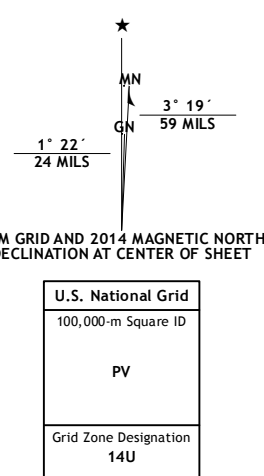 ★
MN
3° 19´
59 MILS
GN
1° 22´
24 MILS
M GRID AND 2014 MAGNETIC NORTH
DECLINATION AT CENTER OF SHEET
U.S. National Grid
100,000-m Square ID
PV
Grid Zone Designation
14U